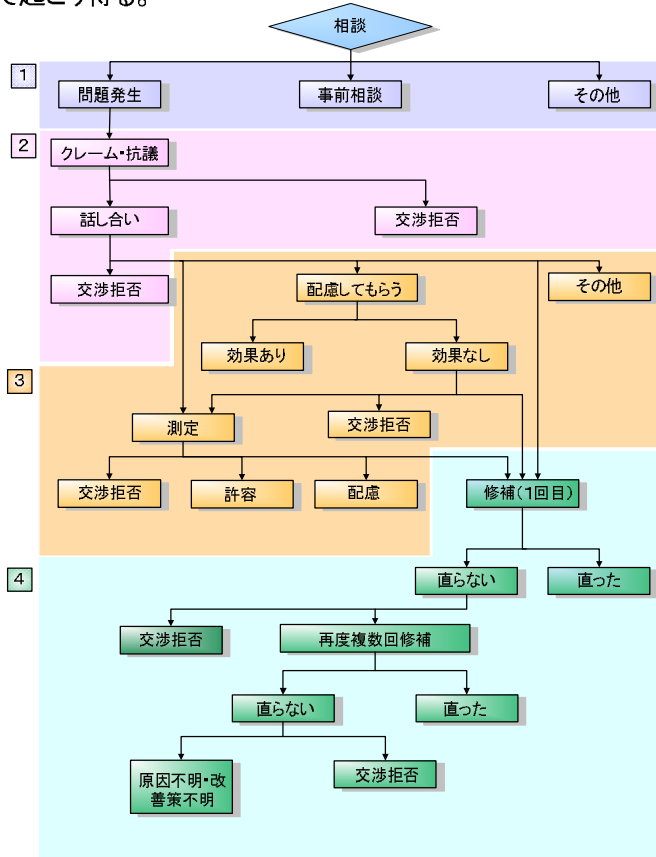 で起こり得る。
相談
1
問題発生
事前相談
その他
2
クレーム・抗議
話し合い
交渉拒否
交渉拒否
配慮してもらう
その他
効果あり
効果なし
3
測定
交渉拒否
交渉拒否
許容
配慮
修補(1回目)
4
直らない
直った
交渉拒否
再度複数回修補
直らない
直った
原因不明・改
善策不明
交渉拒否